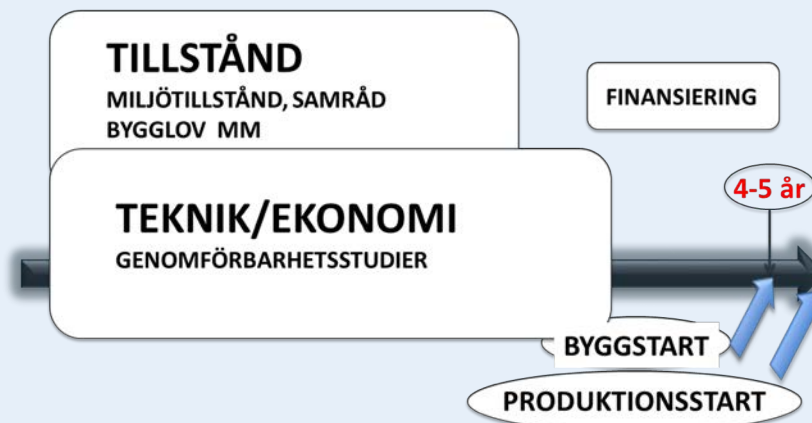 TILLSTÅND
MILJÖTILLSTÅND, SAMRÅD
BYGGLOV MM
FINANSIERING
4-5 år
TEKNIK/EKONOMI
GENOMFÖRBARHETSSTUDIER
BYGGSTART
PRODUKTIONSSTART